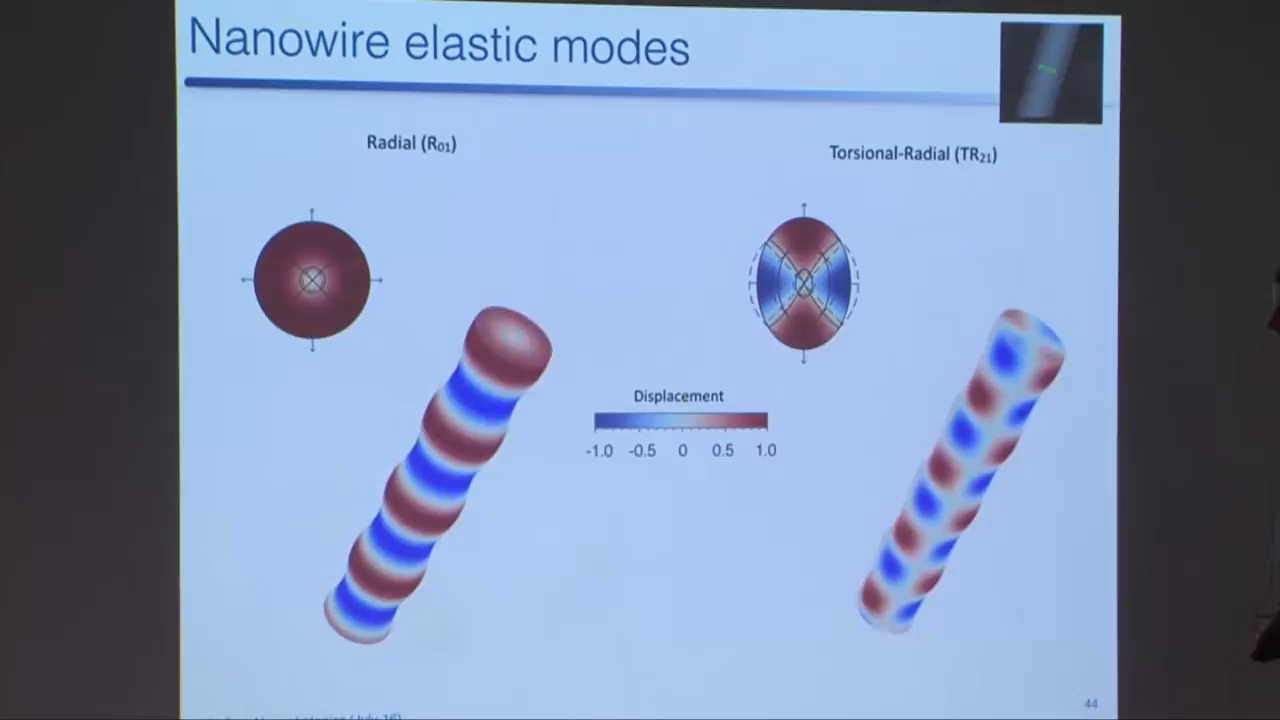 Nanowire elastic modes
Radial (R₀₁)
Torsional-Radial (TR₂₁)
Displacement
-1.0 -0.5 0 0.5 1.0
44